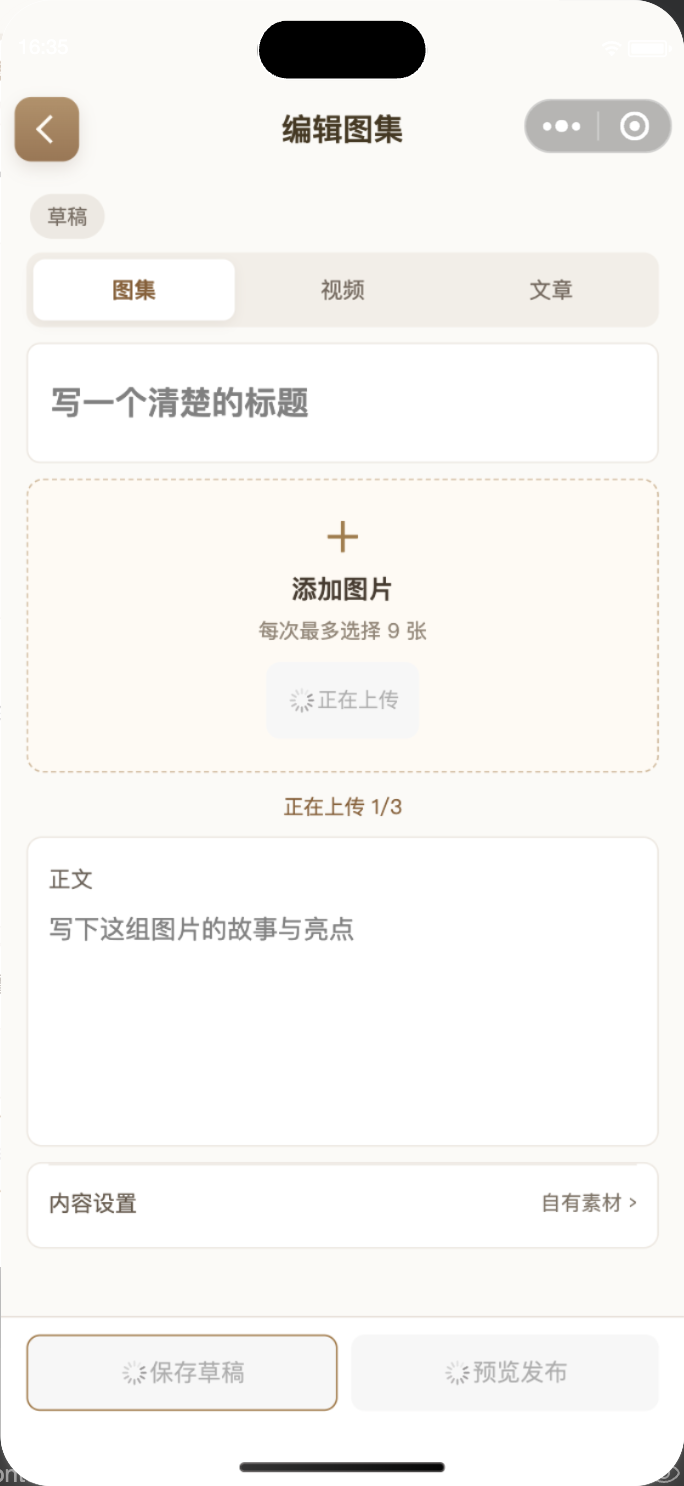 16:35
编辑图集
草稿
图集 视频 文章
写一个清楚的标题
添加图片
每次最多选择 9 张
正在上传
正在上传 1/3
正文
写下这组图片的故事与亮点
内容设置 自有素材 >
保存草稿 预览发布